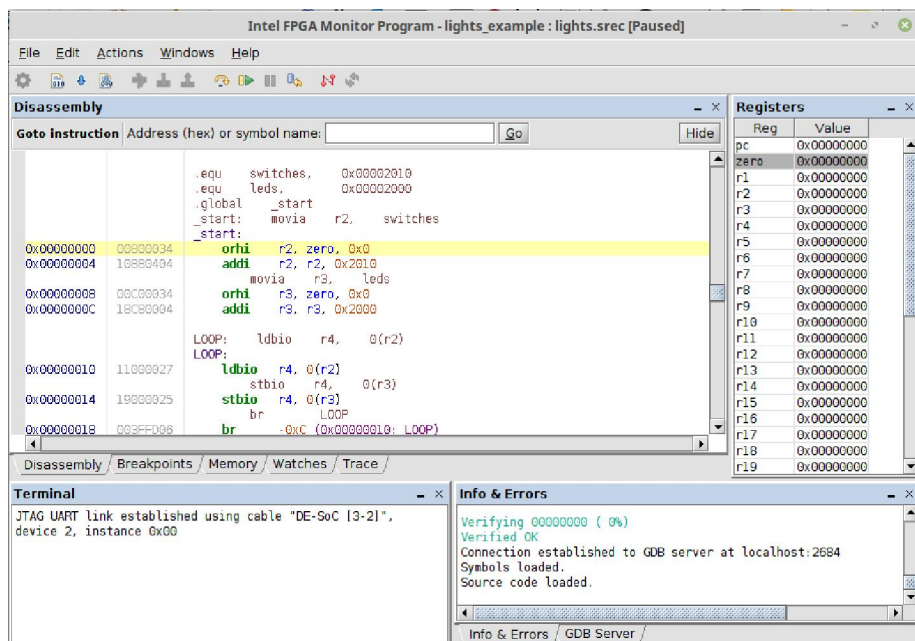 Intel FPGA Monitor Program - lights_example : lights.srec [Paused]
File Edit Actions Windows Help
Disassembly
Goto instruction Address (hex) or symbol name: Go Hide
.equ switches, 0x00002010
.equ leds, 0x00002000
.global _start
_start: movia r2, switches
_start:
0x00000000 00800034 orhi r2, zero, 0x0
0x00000004 10880404 addi r2, r2, 0x2010
movia r3, leds
0x00000008 00C00034 orhi r3, zero, 0x0
0x0000000C 18C80004 addi r3, r3, 0x2000
LOOP: ldbio r4, 0(r2)
LOOP:
0x00000010 11000027 ldbio r4, 0(r2)
stbio r4, 0(r3)
0x00000014 19000025 stbio r4, 0(r3)
br LOOP
0x00000018 003FFD06 br -0xC (0x00000010: LOOP)
Disassembly Breakpoints Memory Watches Trace
Registers
Reg Value
pc 0x00000000
zero 0x00000000
r1 0x00000000
r2 0x00000000
r3 0x00000000
r4 0x00000000
r5 0x00000000
r6 0x00000000
r7 0x00000000
r8 0x00000000
r9 0x00000000
r10 0x00000000
r11 0x00000000
r12 0x00000000
r13 0x00000000
r14 0x00000000
r15 0x00000000
r16 0x00000000
r17 0x00000000
r18 0x00000000
r19 0x00000000
Terminal
JTAG UART link established using cable "DE-SoC [3-2]",
device 2, instance 0x00
Info & Errors
Verifying 00000000 ( 0%)
Verified OK
Connection established to GDB server at localhost:2684
Symbols loaded.
Source code loaded.
Info & Errors GDB Server